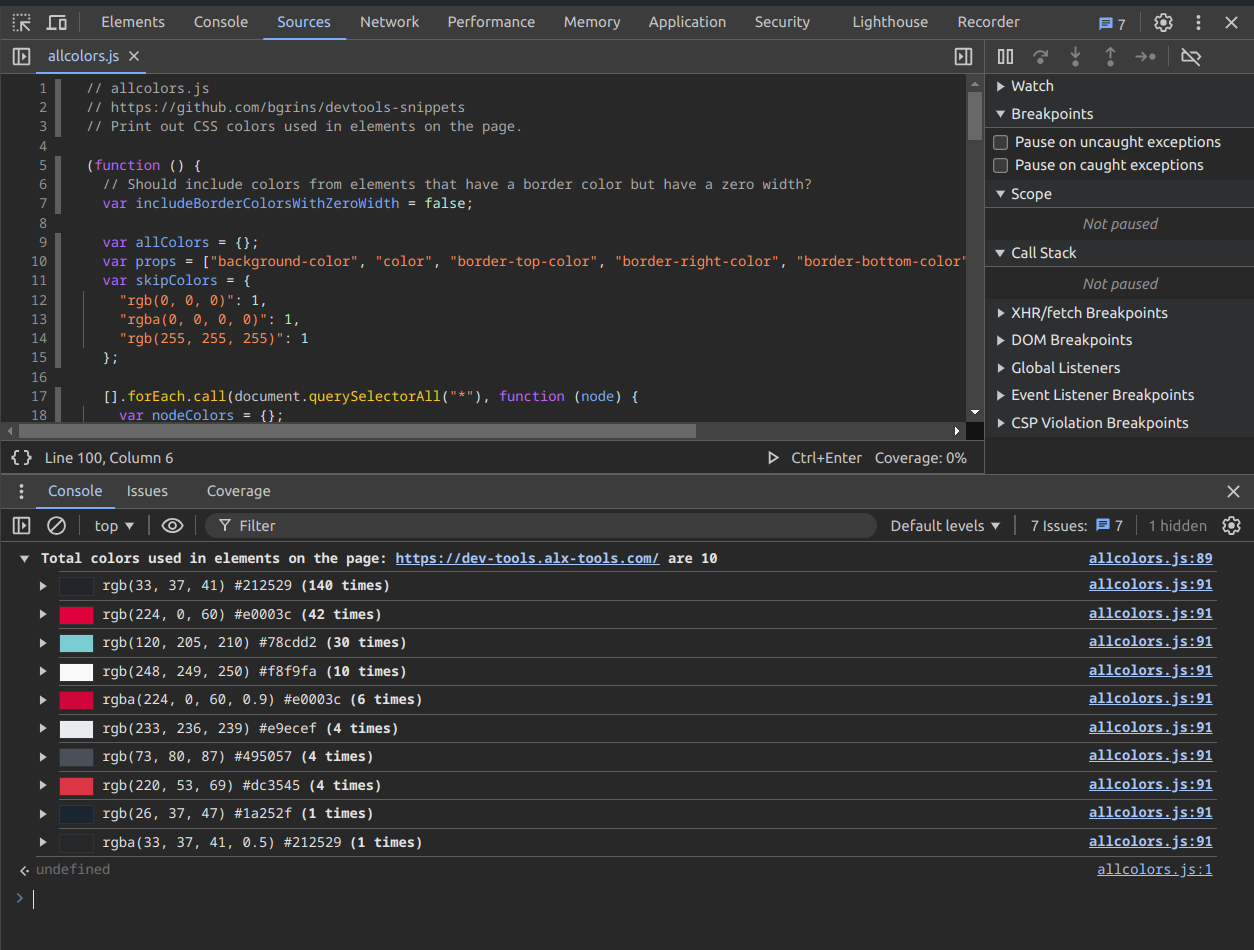 Elements Console Sources Network Performance Memory Application Security Lighthouse Recorder 7
allcolors.js
1 // allcolors.js
2 // https://github.com/bgrins/devtools-snippets
3 // Print out CSS colors used in elements on the page.
4
5 (function () {
6 // Should include colors from elements that have a border color but have a zero width?
7 var includeBorderColorsWithZeroWidth = false;
8
9 var allColors = {};
10 var props = ["background-color", "color", "border-top-color", "border-right-color", "border-bottom-color"
11 var skipColors = {
12 "rgb(0, 0, 0)": 1,
13 "rgba(0, 0, 0, 0)": 1,
14 "rgb(255, 255, 255)": 1
15 };
16
17 [].forEach.call(document.querySelectorAll("*"), function (node) {
18 var nodeColors = {};
{ } Line 100, Column 6 Ctrl+Enter Coverage: 0%
Watch
Breakpoints
Pause on uncaught exceptions
Pause on caught exceptions
Scope
Not paused
Call Stack
Not paused
XHR/fetch Breakpoints
DOM Breakpoints
Global Listeners
Event Listener Breakpoints
CSP Violation Breakpoints
Console Issues Coverage
top Filter Default levels 7 Issues: 7 1 hidden
Total colors used in elements on the page: https://dev-tools.alx-tools.com/ are 10 allcolors.js:89
rgb(33, 37, 41) #212529 (140 times) allcolors.js:91
rgb(224, 0, 60) #e0003c (42 times) allcolors.js:91
rgb(120, 205, 210) #78cdd2 (30 times) allcolors.js:91
rgb(248, 249, 250) #f8f9fa (10 times) allcolors.js:91
rgba(224, 0, 60, 0.9) #e0003c (6 times) allcolors.js:91
rgb(233, 236, 239) #e9ecef (4 times) allcolors.js:91
rgb(73, 80, 87) #495057 (4 times) allcolors.js:91
rgb(220, 53, 69) #dc3545 (4 times) allcolors.js:91
rgb(26, 37, 47) #1a252f (1 times) allcolors.js:91
rgba(33, 37, 41, 0.5) #212529 (1 times) allcolors.js:91
undefined allcolors.js:1